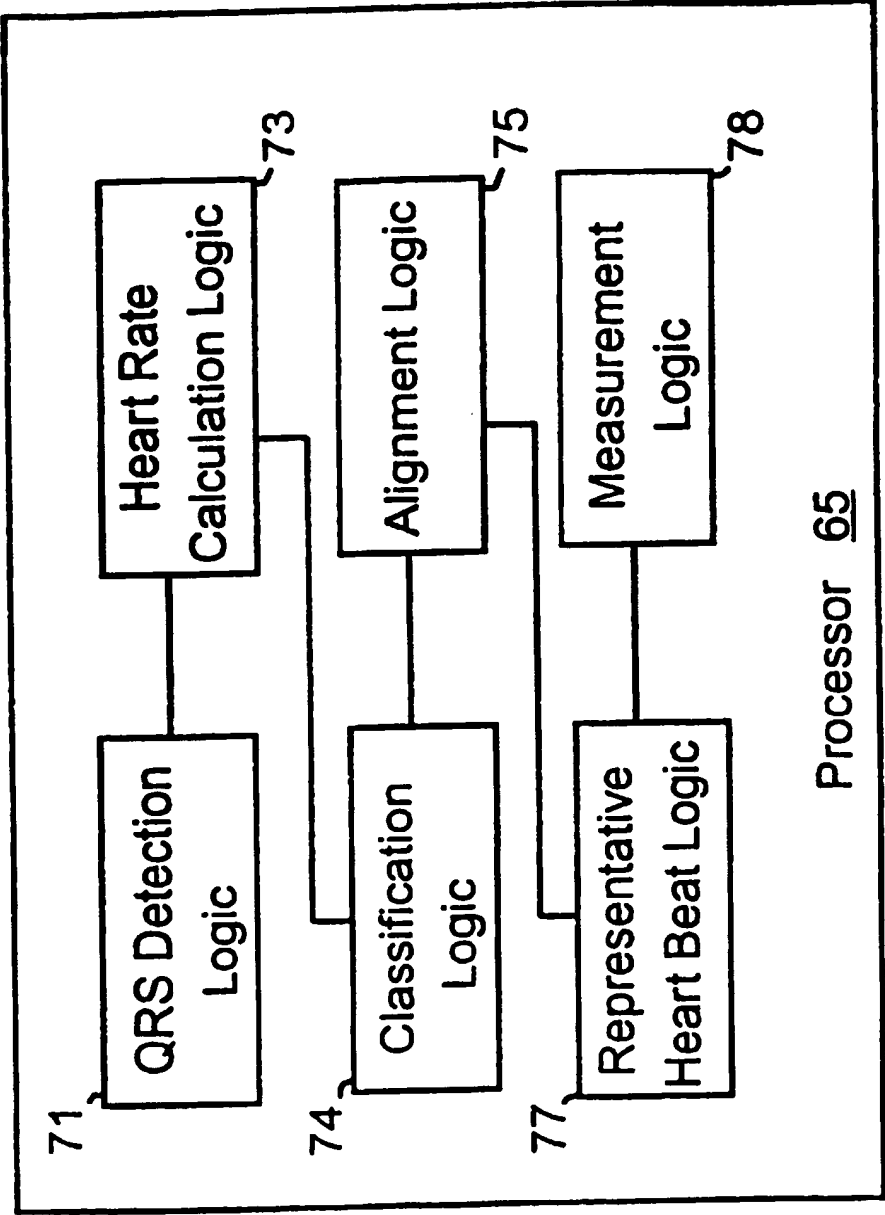 71
QRS Detection
Logic
Heart Rate
Calculation Logic
73
74
Classification
Logic
Alignment Logic
75
77
Representative
Heart Beat Logic
Measurement
Logic
78
Processor 65